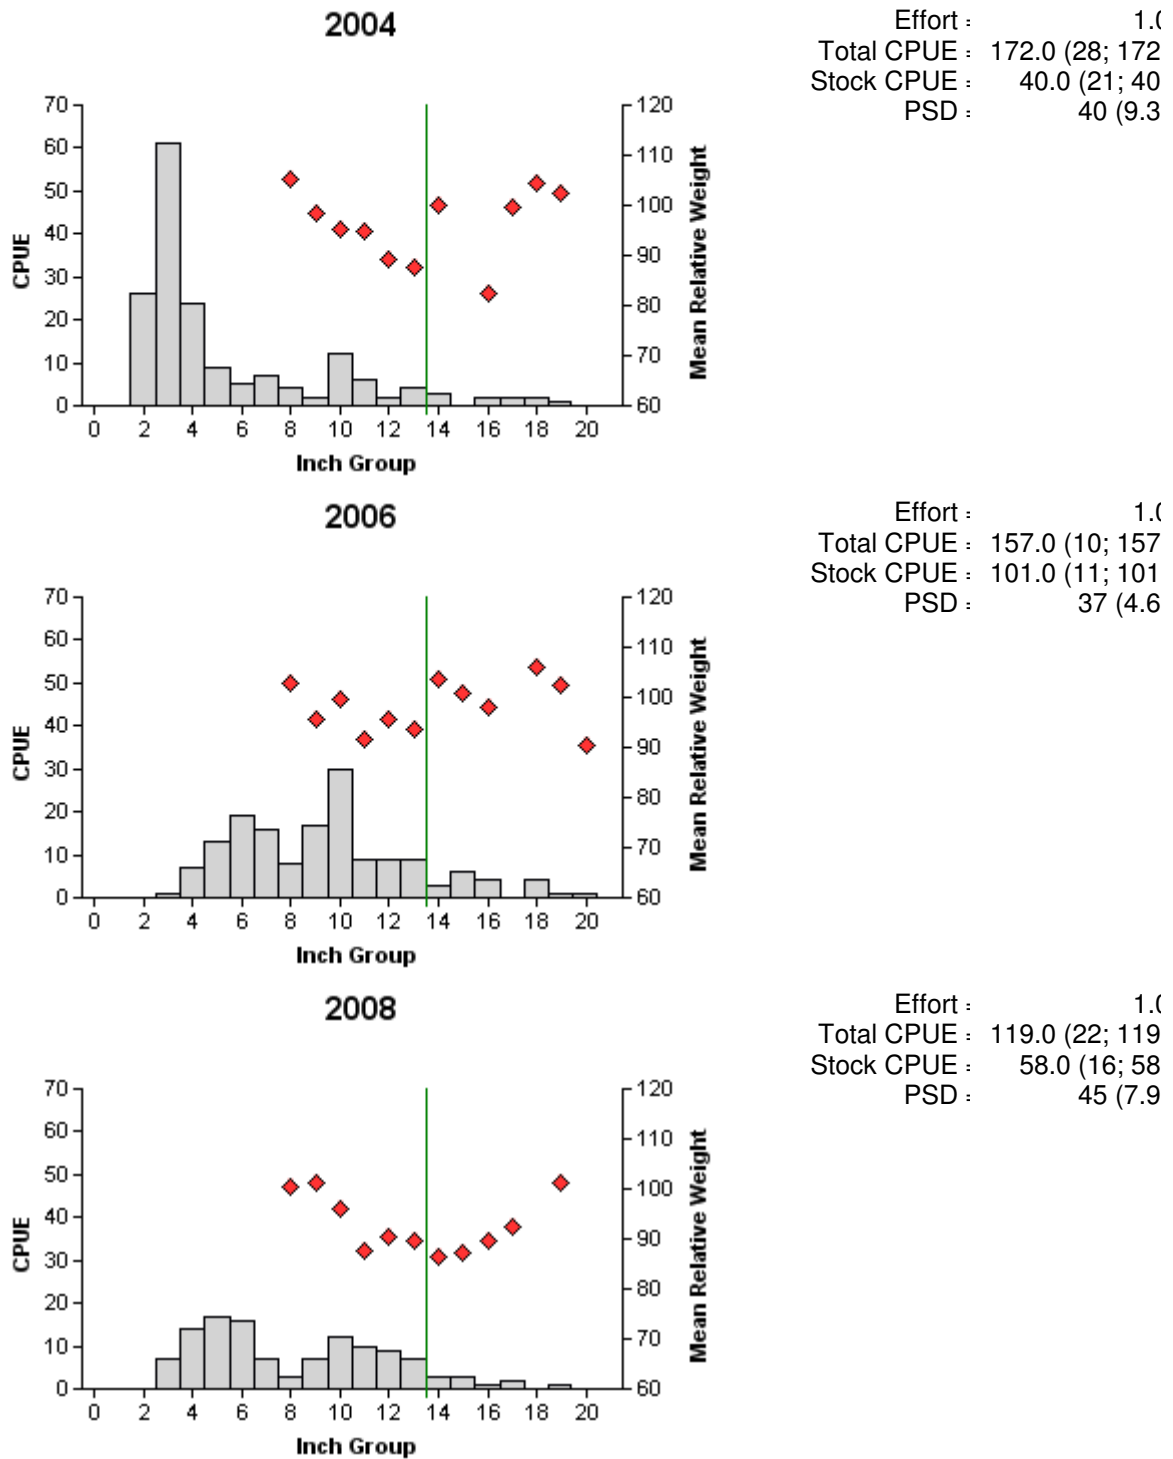 2004
Effort = 1.0
Total CPUE = 172.0 (28; 172
Stock CPUE = 40.0 (21; 40
PSD = 40 (9.3
70 120
60 110
50 100
40 90
30 80
20 70
10
0 60
CPUE
Mean Relative Weight
0 2 4 6 8 10 12 14 16 18 20
Inch Group
2006
Effort = 1.0
Total CPUE = 157.0 (10; 157
Stock CPUE = 101.0 (11; 101
PSD = 37 (4.6
70 120
60 110
50 100
40 90
30 80
20 70
10
0 60
CPUE
Mean Relative Weight
0 2 4 6 8 10 12 14 16 18 20
Inch Group
2008
Effort = 1.0
Total CPUE = 119.0 (22; 119
Stock CPUE = 58.0 (16; 58
PSD = 45 (7.9
70 120
60 110
50 100
40 90
30 80
20 70
10
0 60
CPUE
Mean Relative Weight
0 2 4 6 8 10 12 14 16 18 20
Inch Group